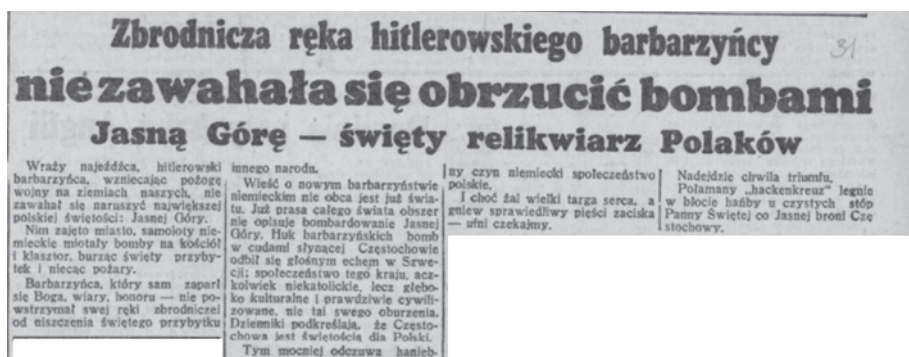 Zbrodnicza ręka hitlerowskiego barbarzyńcy
31
nie zawahała się obrzucić bombami
Jasną Górę — święty relikwiarz Polaków
Wraży najeźdźca, hitlerowski
barbarzyńca, wzniecając pożogę
wojny na ziemiach naszych, nie
zawahał się naruszyć największej
polskiej świętości: Jasnej Góry.
Nim zajęto miasto, samoloty nie-
mieckie miotały bomby na kościół
i klasztor, burząc święty przyby-
tek i niecąc pożary.
Barbarzyńca, który sam zaparł
się Boga, wiary, honoru — nie po-
wstrzymał swej ręki zbrodniczej
od niszczenia świętego przybytku
innego narodu.
Wieść o nowym barbarzyństwie
niemieckim nie obca jest już świa-
tu. Już prasa całego świata obszer
nie opisuje bombardowanie Jasnej
Góry. Huk barbarzyńskich bomb
w cudami słynącej Częstochowie
odbił się głośnym echem w Szwe-
cji; społeczeństwo tego kraju, acz-
kolwiek niekatolickie, lecz głębo-
ko kulturalne i prawdziwie cywili-
zowane, nie tai swego oburzenia.
Dzienniki podkreślają, że Często-
chowa jest świętością dla Polski.
Tym mocniej odczuwa hanieb-
ny czyn niemiecki społeczeństwo
polskie.
I choć żal wielki targa serca, a
gniew sprawiedliwy pięści zaciska
— ufni czekajmy.
Nadejdzie chwila triumfu.
Połamany „hackenkreuz" legnie
w błocie hańby u czystych stóp
Panny Świętej co Jasnej broni Czę
stochowy.